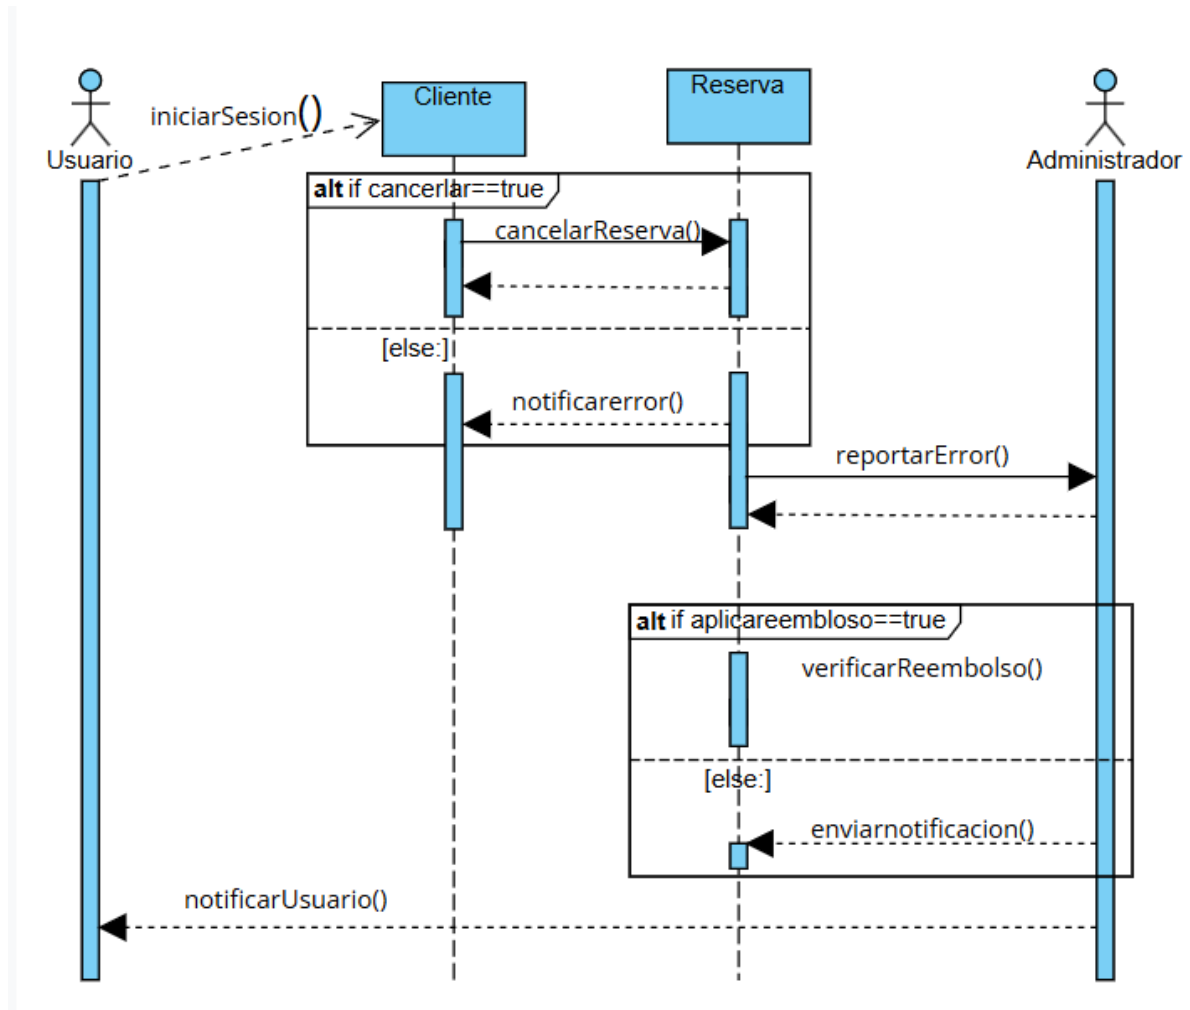 Cliente
Reserva
iniciarSesion()
Usuario
Administrador
alt if cancerlar==true
cancelarReserva()
[else:]
notificarerror()
reportarError()
alt if aplicareembloso==true
verificarReembolso()
[else:]
enviarnotificacion()
notificarUsuario()